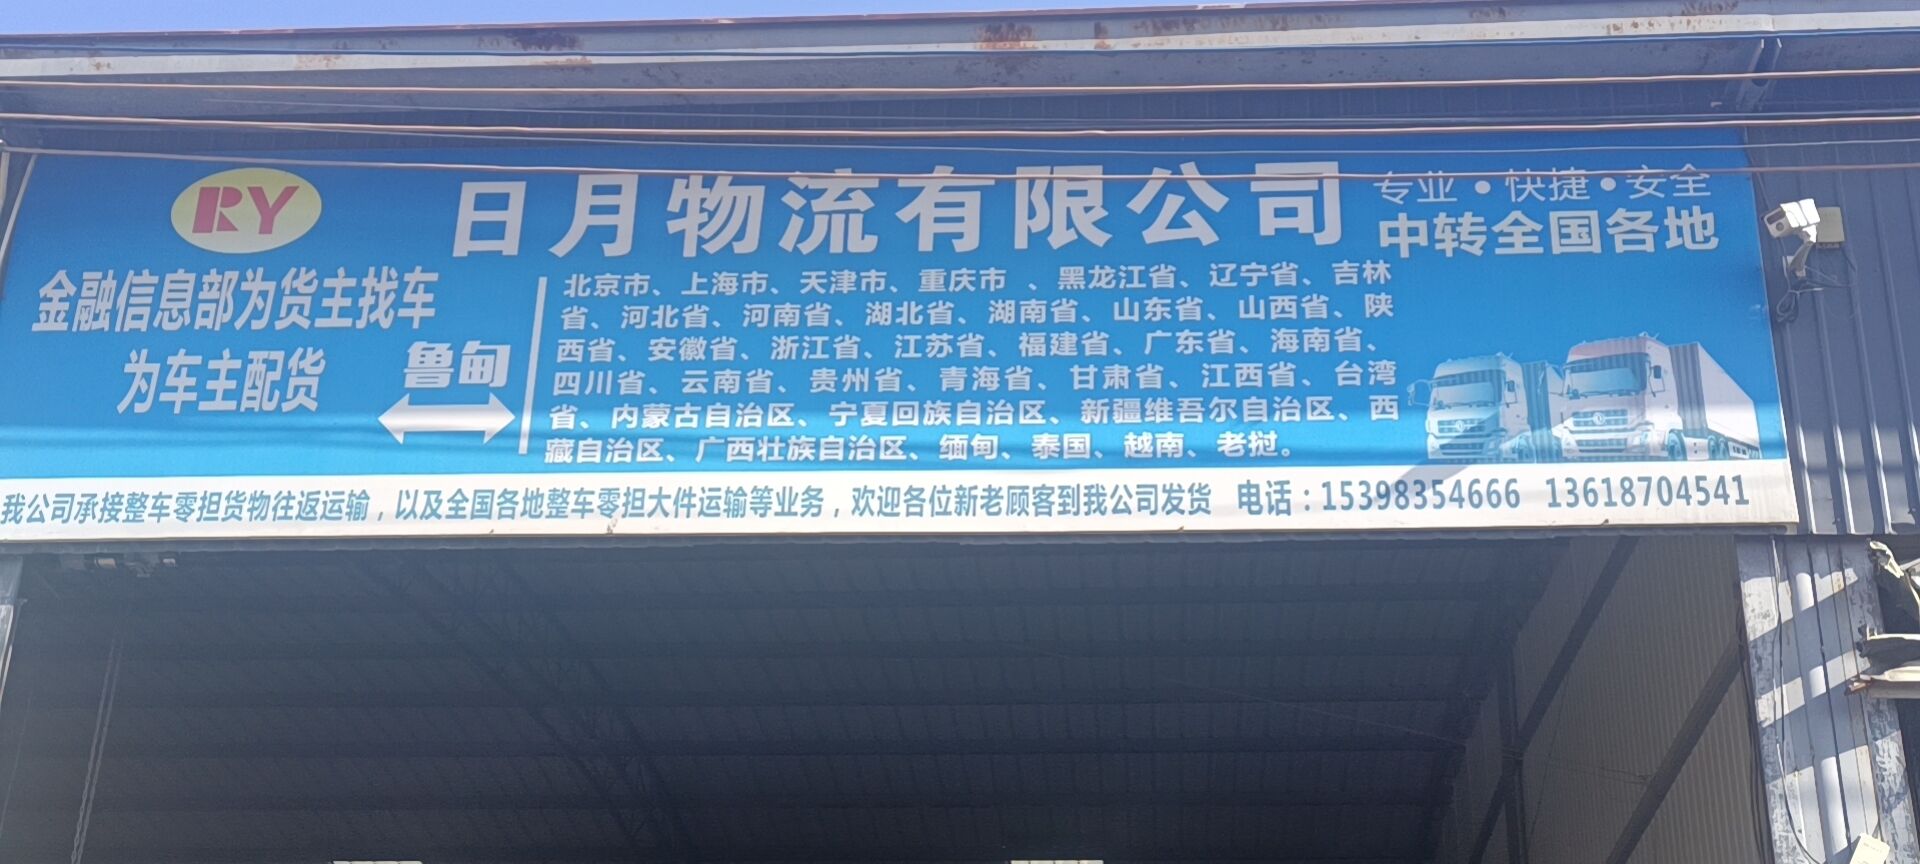 RY
日月物流有限公司
专业·快捷·安全
中转全国各地
金融信息部为货主找车
为车主配货
鲁甸
北京市、上海市、天津市、重庆市 、黑龙江省、辽宁省、吉林
省、河北省、河南省、湖北省、湖南省、山东省、山西省、陕
西省、安徽省、浙江省、江苏省、福建省、广东省、海南省、
四川省、云南省、贵州省、青海省、甘肃省、江西省、台湾
省、内蒙古自治区、宁夏回族自治区、新疆维吾尔自治区、西
藏自治区、广西壮族自治区、缅甸、泰国、越南、老挝。
我公司承接整车零担货物往返运输，以及全国各地整车零担大件运输等业务，欢迎各位新老顾客到我公司发货 电话：15398354666 13618704541